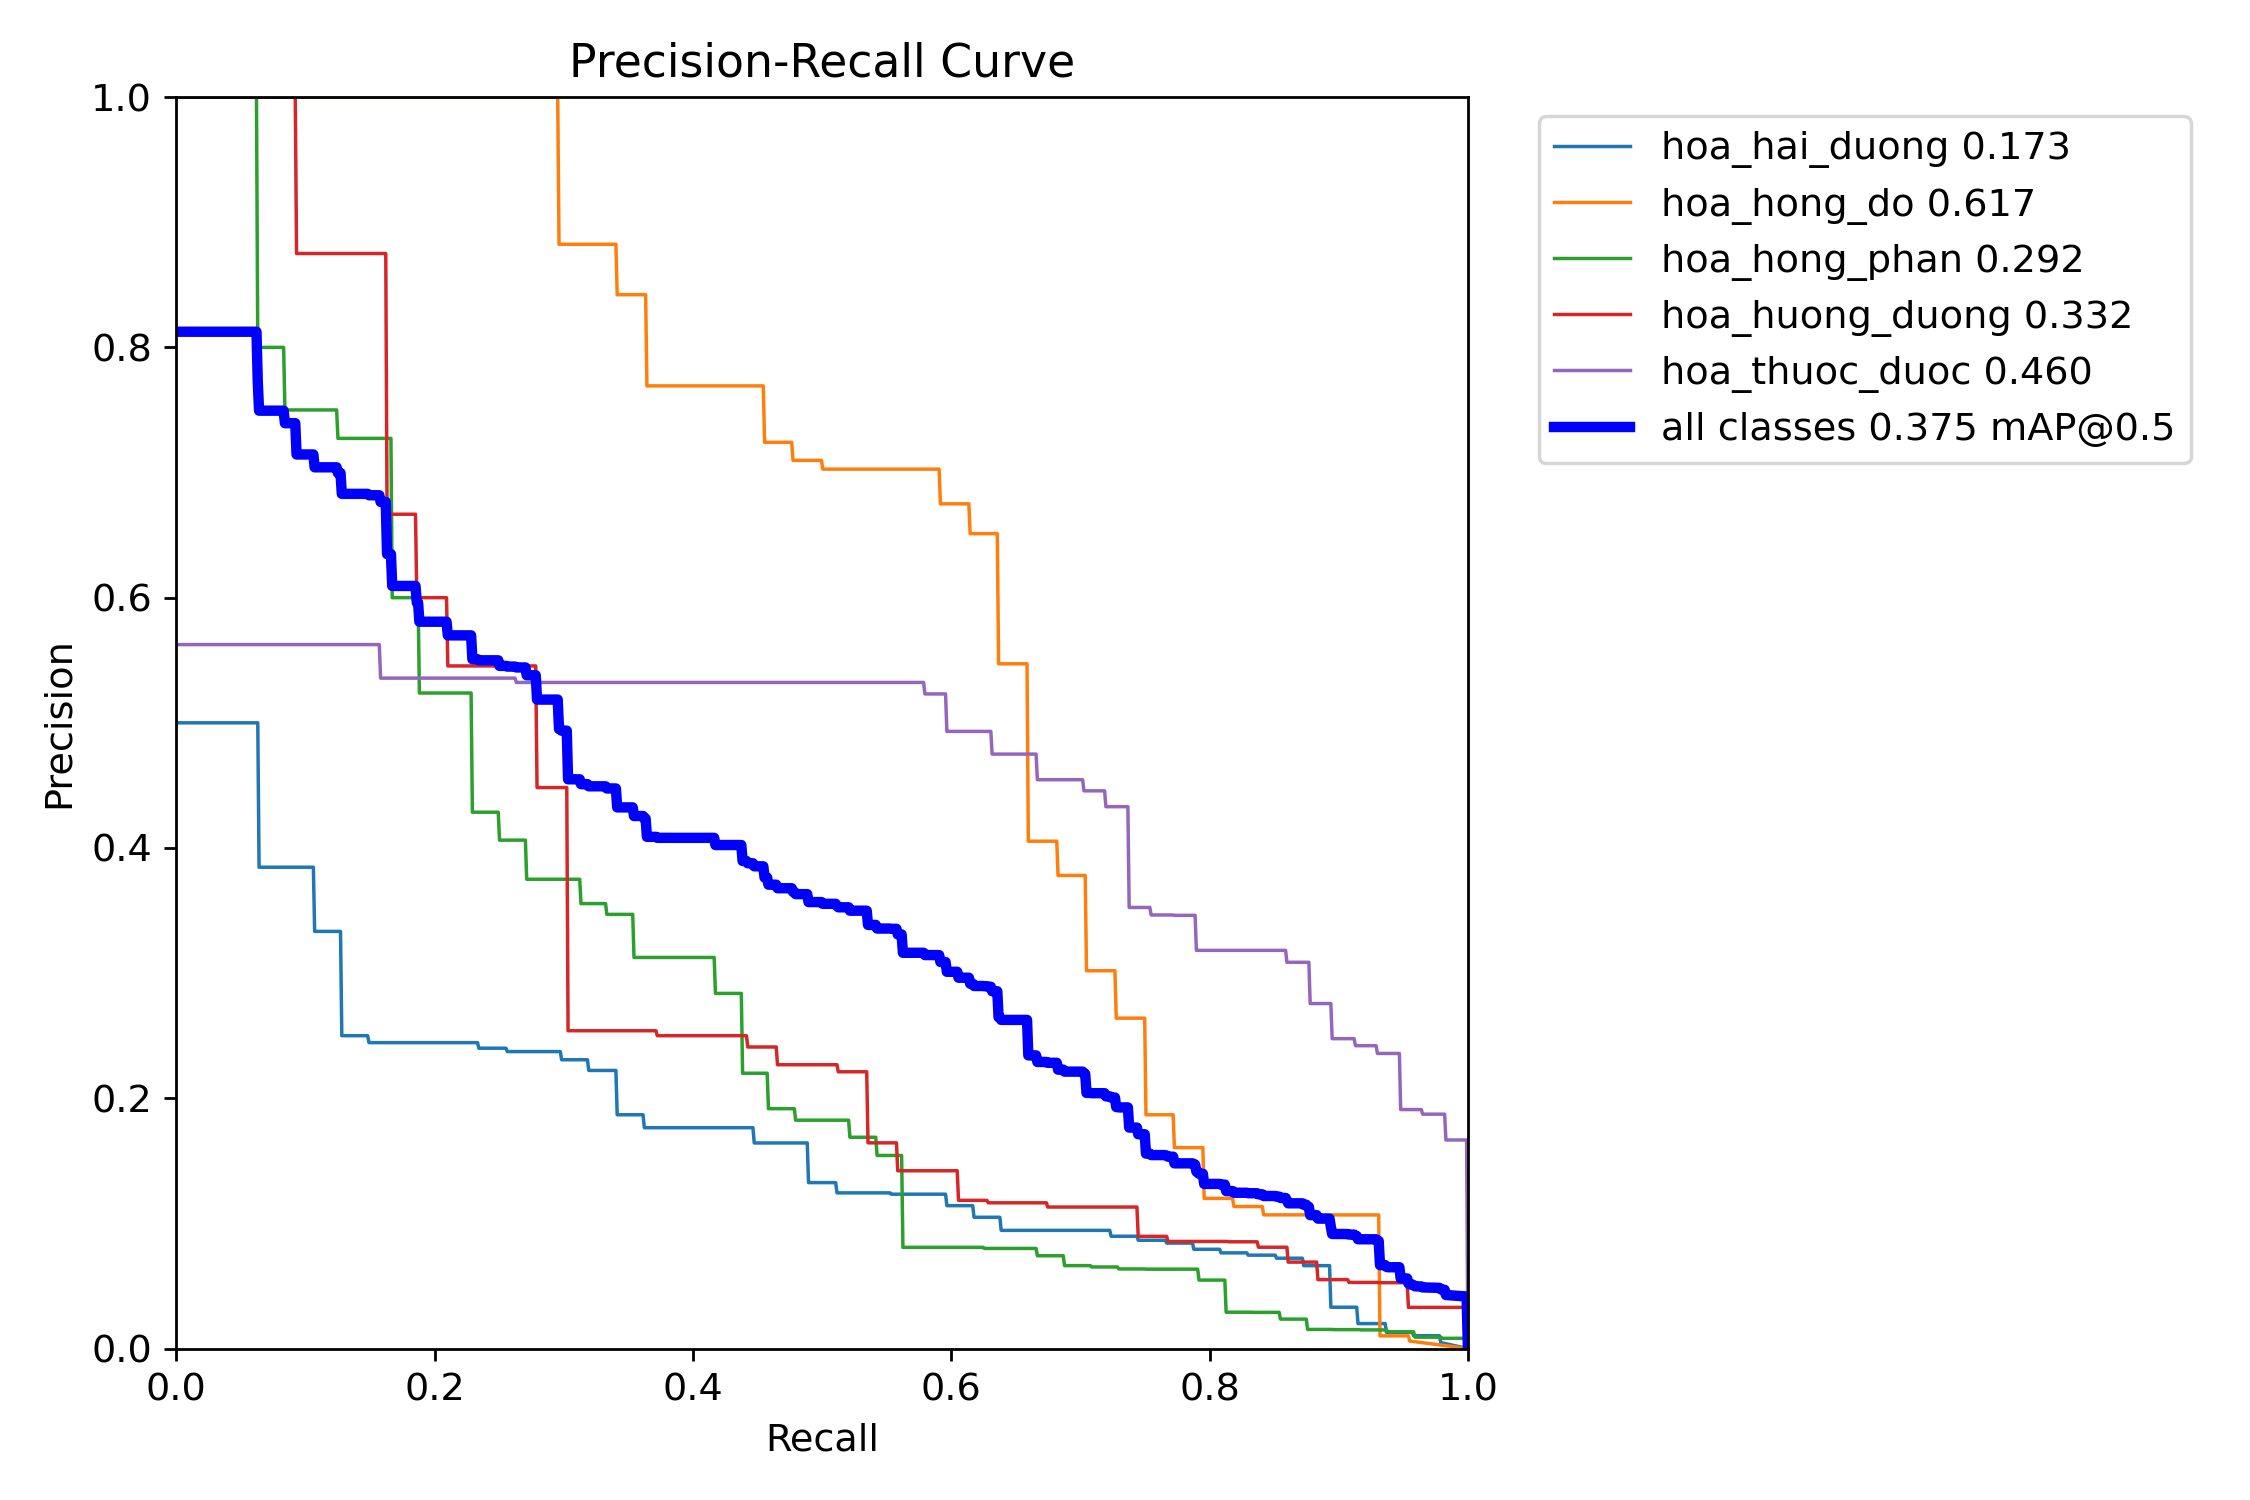 Precision-Recall Curve
1.0
0.8
0.6
0.4
0.2
0.0
Precision
0.0 0.2 0.4 0.6 0.8 1.0
Recall
hoa_hai_duong 0.173
hoa_hong_do 0.617
hoa_hong_phan 0.292
hoa_huong_duong 0.332
hoa_thuoc_duoc 0.460
all classes 0.375 mAP@0.5